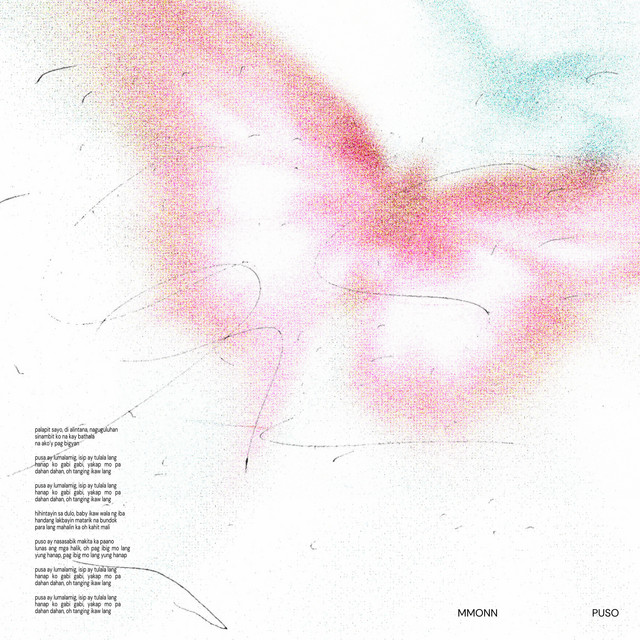 palapit sayo, di alintana, naguguluhan
sinambit ko na kay bathala
na ako'y pag bigyan
pusa ay lumalamig, isip ay tulala lang
hanap ko gabi gabi, yakap mo pa
dahan dahan, oh tanging ikaw lang
pusa ay lumalamig, isip ay tulala lang
hanap ko gabi gabi, yakap mo pa
dahan dahan, oh tanging ikaw lang
hihintayin sa dulo, baby ikaw wala ng iba
handang lakbayin matarik na bundok
para lang mahalin ka oh kahit mali
puso ay nasasabik makita ka paano
lunas ang mga halik, oh pag ibig mo lang
yung hanap, pag ibig mo lang yung hanap
pusa ay lumalamig, isip ay tulala lang
hanap ko gabi gabi, yakap mo pa
dahan dahan, oh tanging ikaw lang
pusa ay lumalamig, isip ay tulala lang
hanap ko gabi gabi, yakap mo pa
dahan dahan, oh tanging ikaw lang
MMONN PUSO